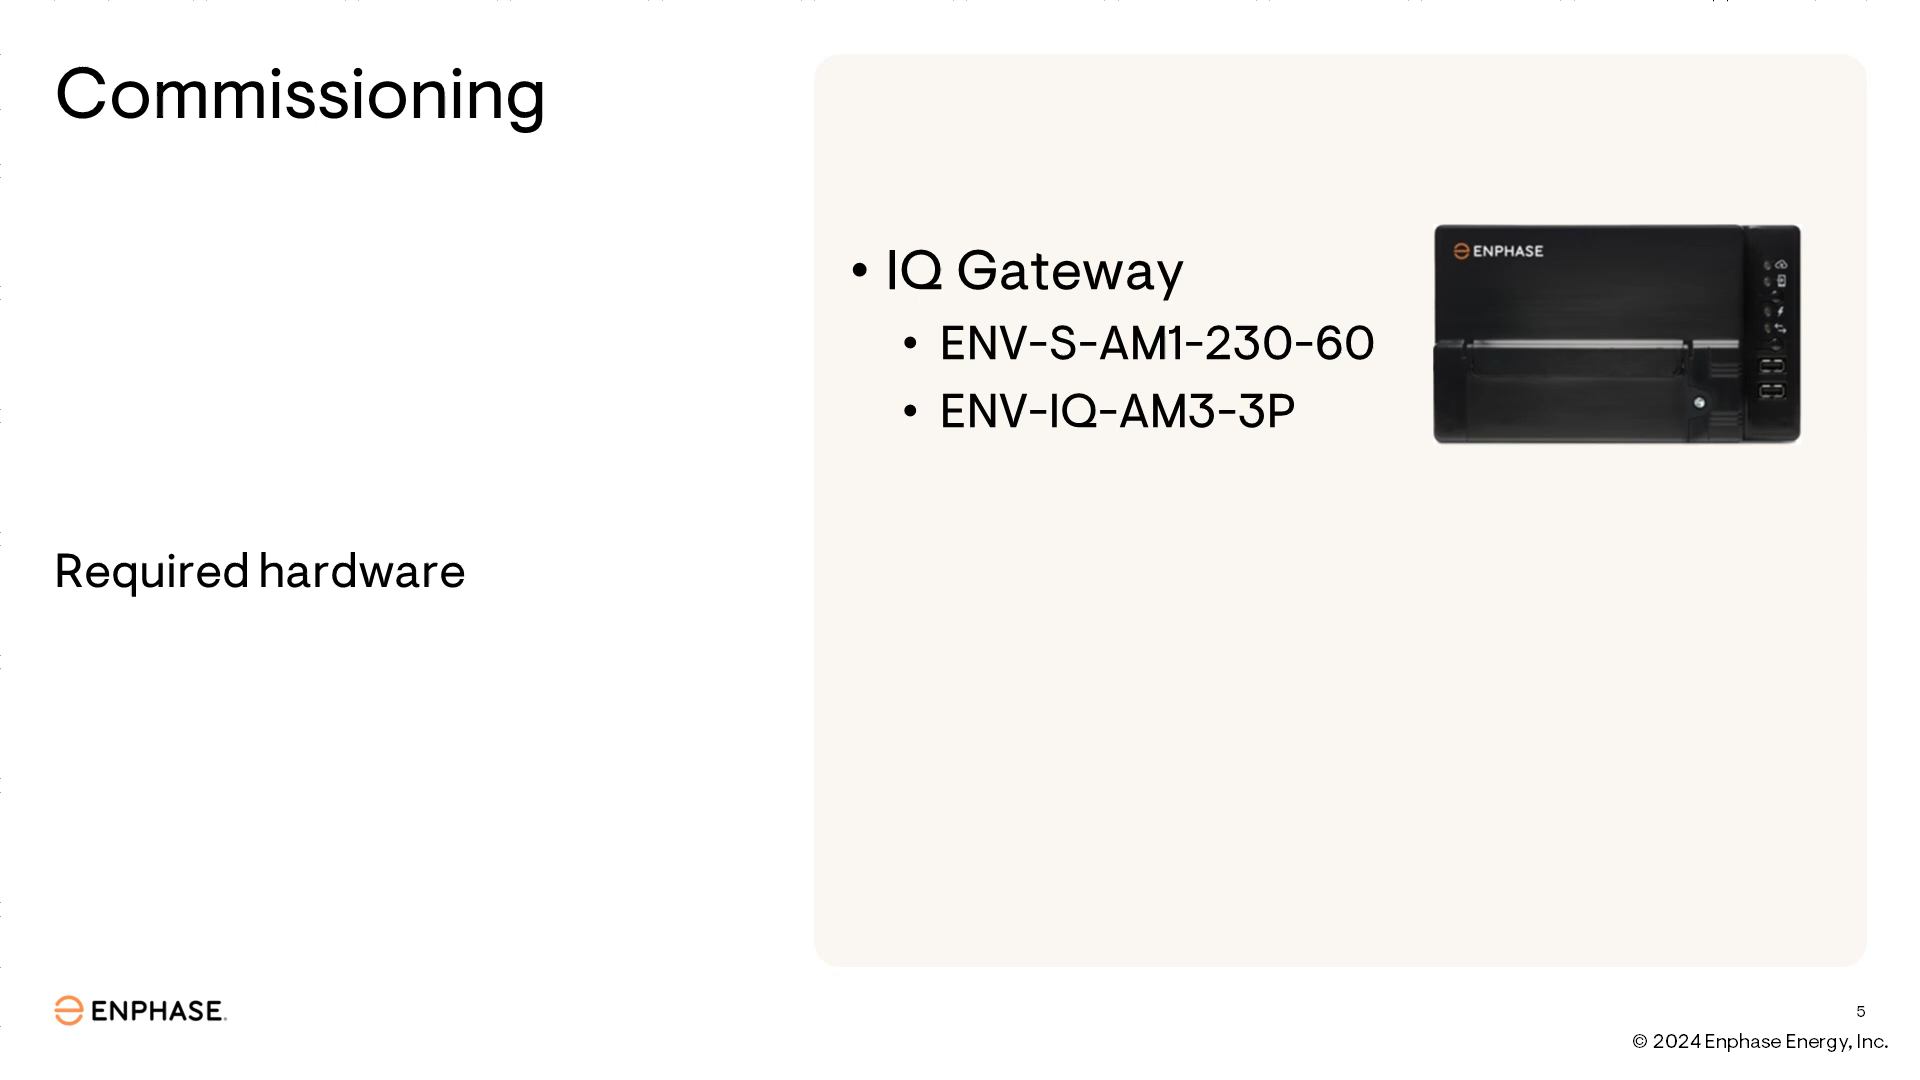 Commissioning
• IQ Gateway
• ENV-S-AM1-230-60
• ENV-IQ-AM3-3P
ENPHASE
Required hardware
ENPHASE.
5
© 2024 Enphase Energy, Inc.